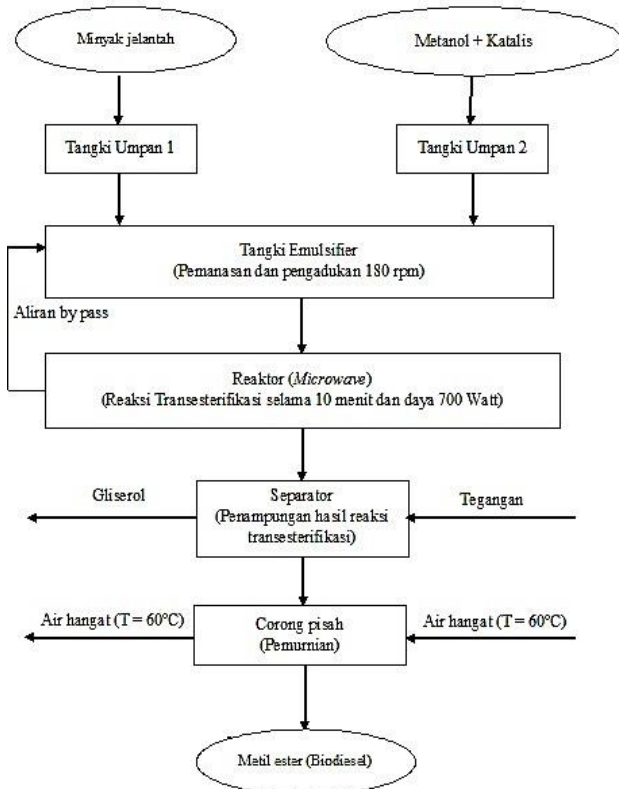 Minyak jelantah
Metanol + Katalis
Tangki Umpan 1
Tangki Umpan 2
Tangki Emulsifier
(Pemanasan dan pengadukan 180 rpm)
Aliran by pass
Reaktor (Microwave)
(Reaksi Transesterifikasi selama 10 menit dan daya 700 Watt)
Gliserol
Separator
(Penampungan hasil reaksi
transesterifikasi)
Tegangan
Air hangat (T = 60°C)
Corong pisah
(Pemurnian)
Air hangat (T = 60°C)
Metil ester (Biodiesel)